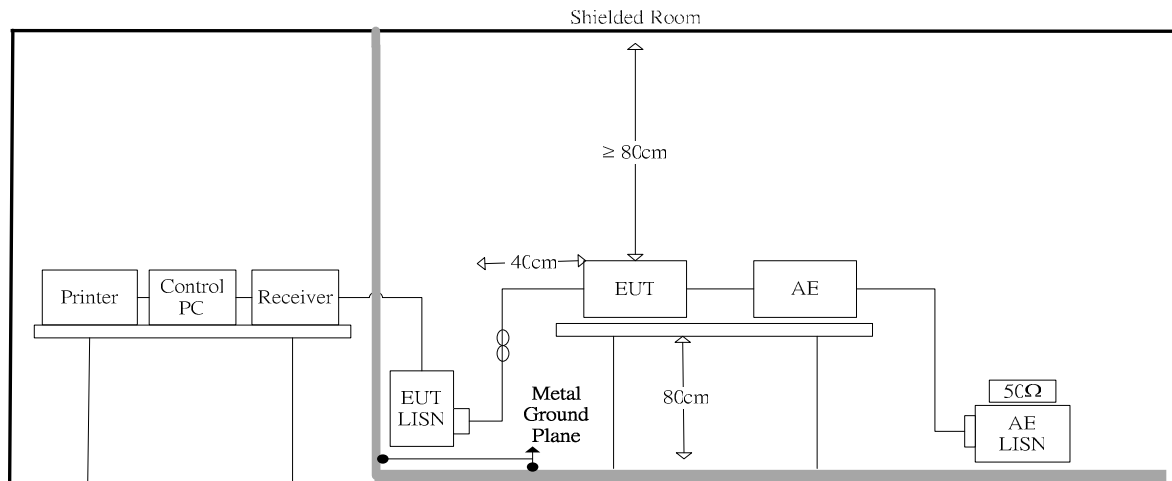 Shielded Room
≥ 80cm
40cm
Printer
Control
PC
Receiver
EUT
AE
EUT
LISN
Metal
Ground
Plane
80cm
50Ω
AE
LISN